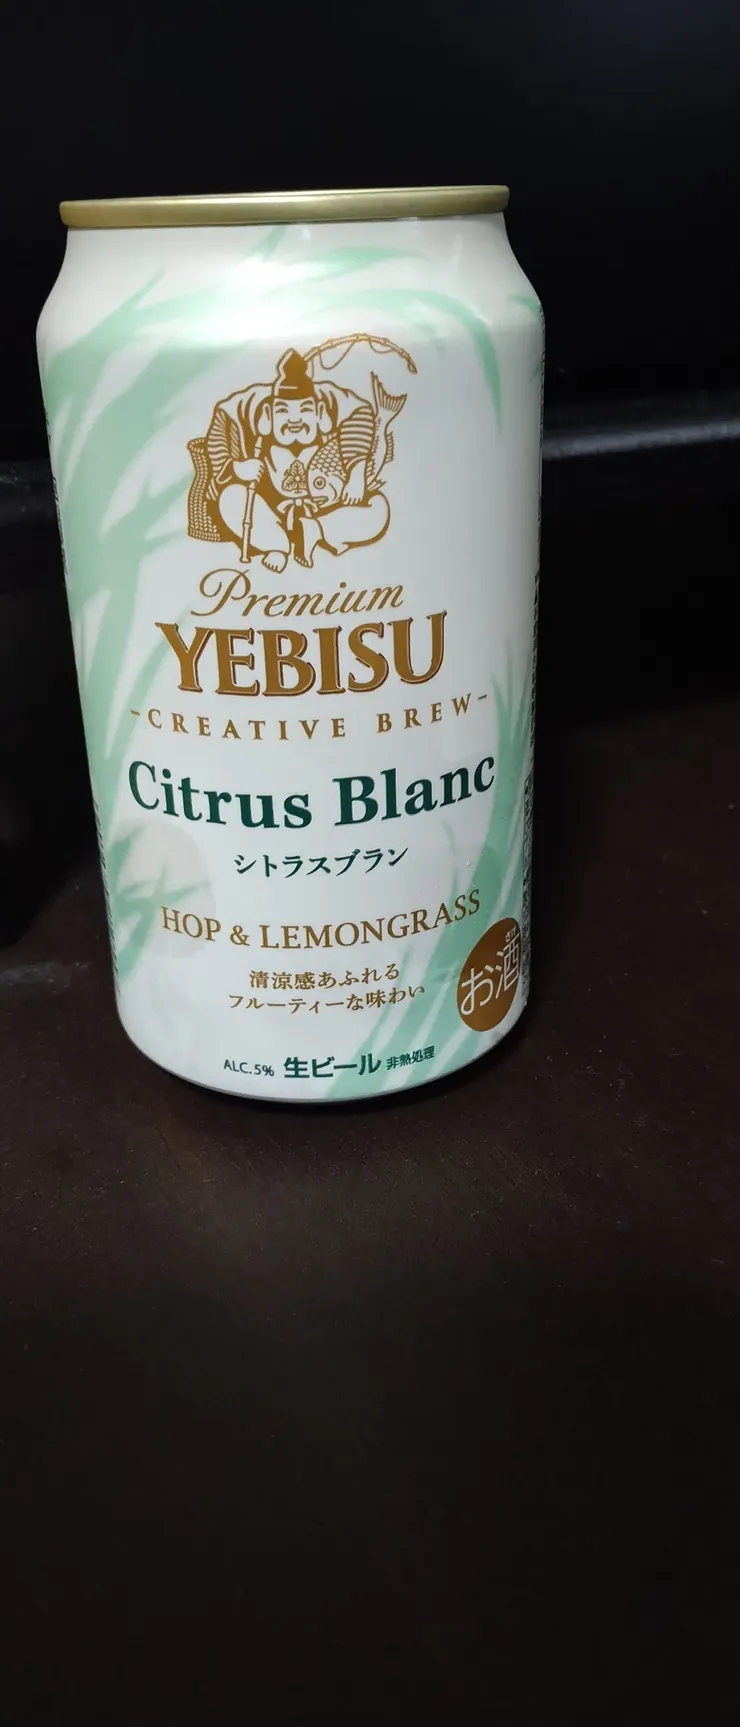 Premium
YEBISU
-CREATIVE BREW-
Citrus Blanc
シトラスブラン
HOP & LEMONGRASS
清涼感あふれる
フルーティーな味わい
さけ
お酒
ALC.5% 生ビール 非熱処理